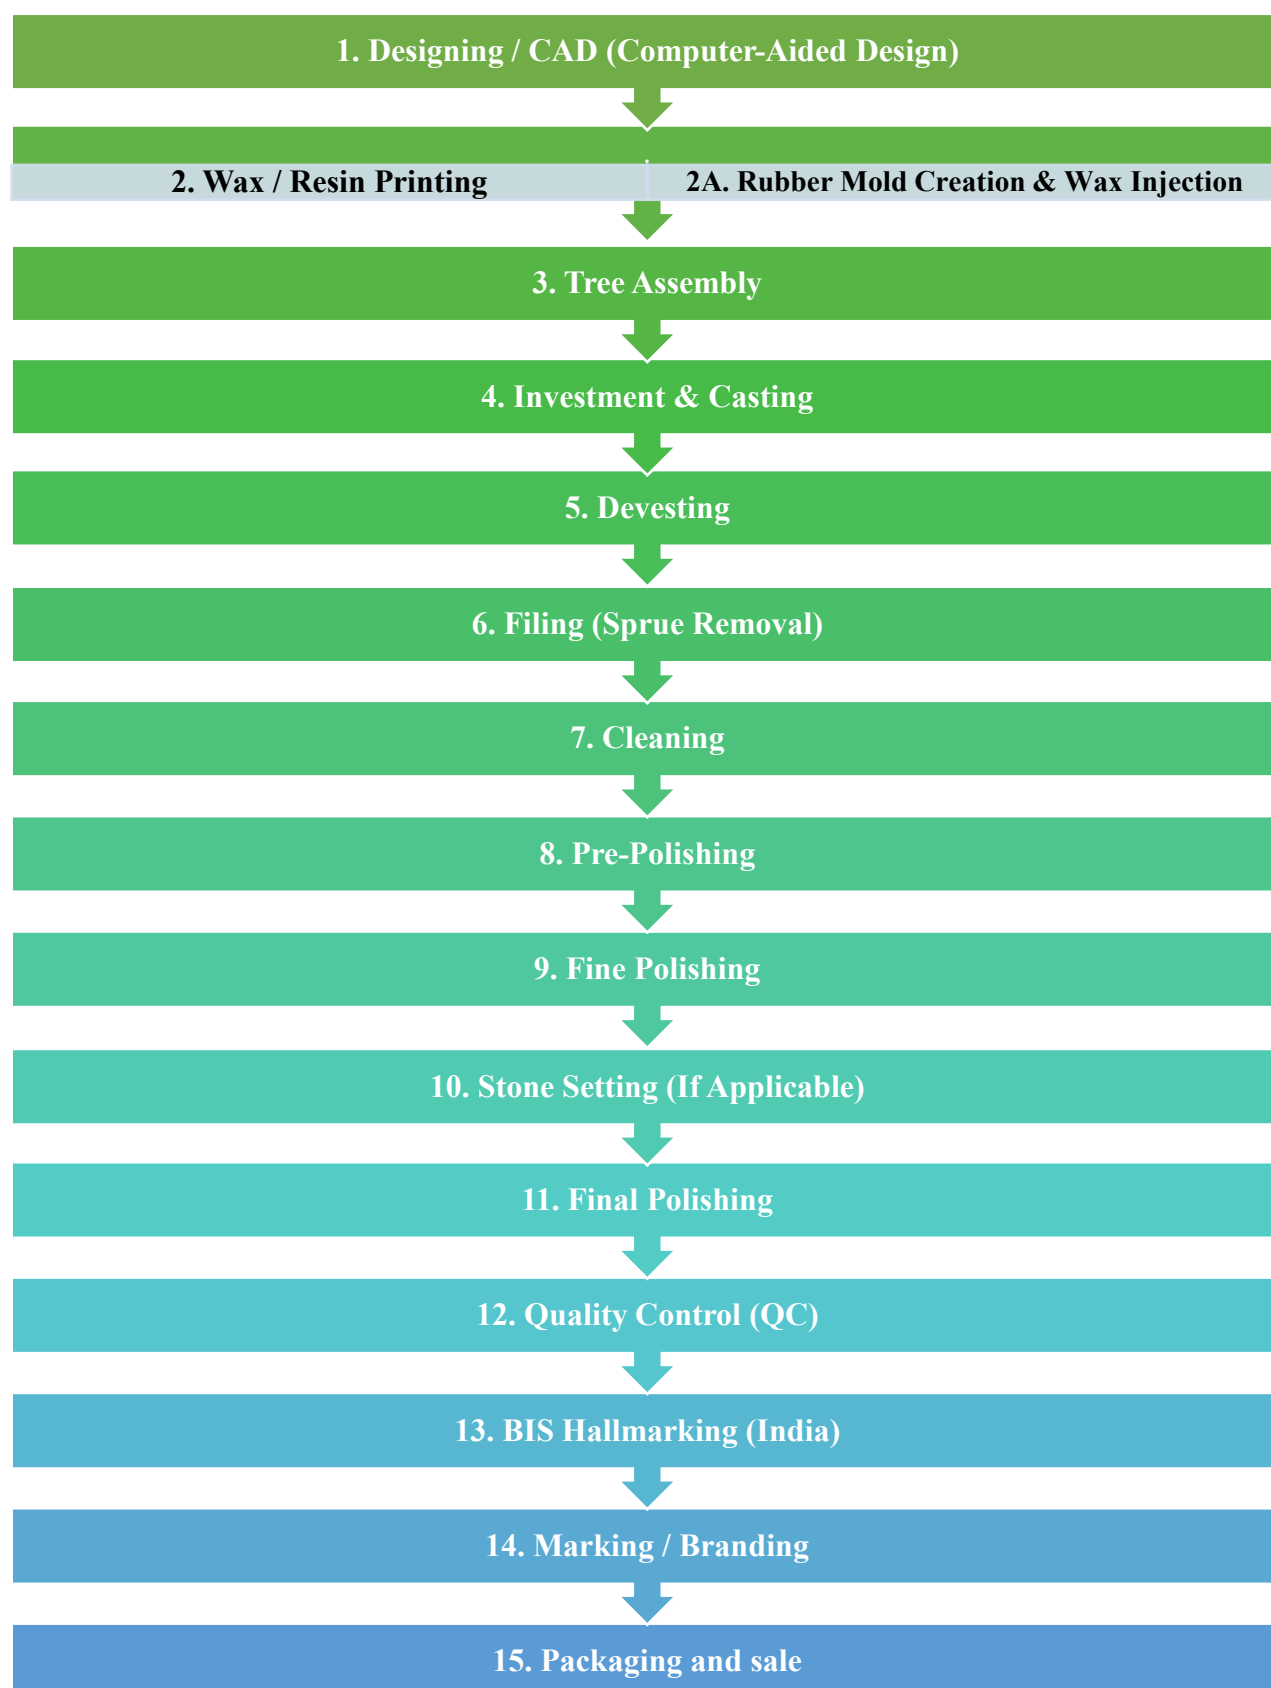 1. Designing / CAD (Computer-Aided Design)
2. Wax / Resin Printing
2A. Rubber Mold Creation & Wax Injection
3. Tree Assembly
4. Investment & Casting
5. Devesting
6. Filing (Sprue Removal)
7. Cleaning
8. Pre-Polishing
9. Fine Polishing
10. Stone Setting (If Applicable)
11. Final Polishing
12. Quality Control (QC)
13. BIS Hallmarking (India)
14. Marking / Branding
15. Packaging and sale